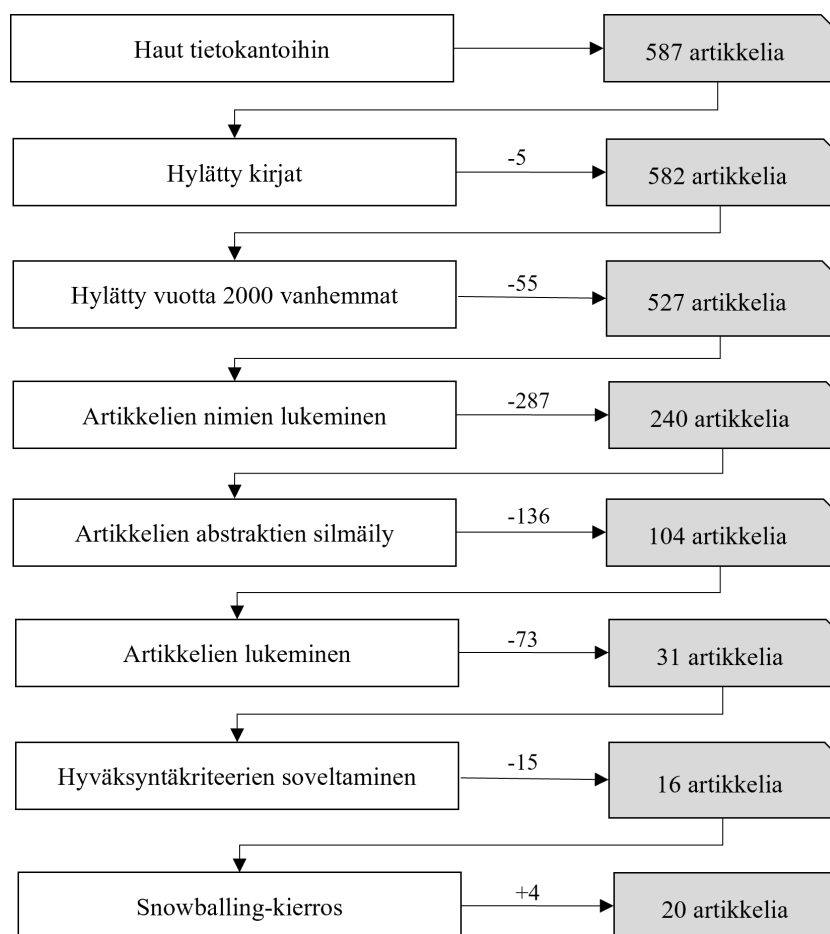 Haut tietokantoihin
587 artikkelia
Hylätty kirjat
-5
582 artikkelia
Hylätty vuotta 2000 vanhemmat
-55
527 artikkelia
Artikkelien nimien lukeminen
-287
240 artikkelia
Artikkelien abstraktien silmäily
-136
104 artikkelia
Artikkelien lukeminen
-73
31 artikkelia
Hyväksyntäkriteerien soveltaminen
-15
16 artikkelia
Snowballing-kierros
+4
20 artikkelia